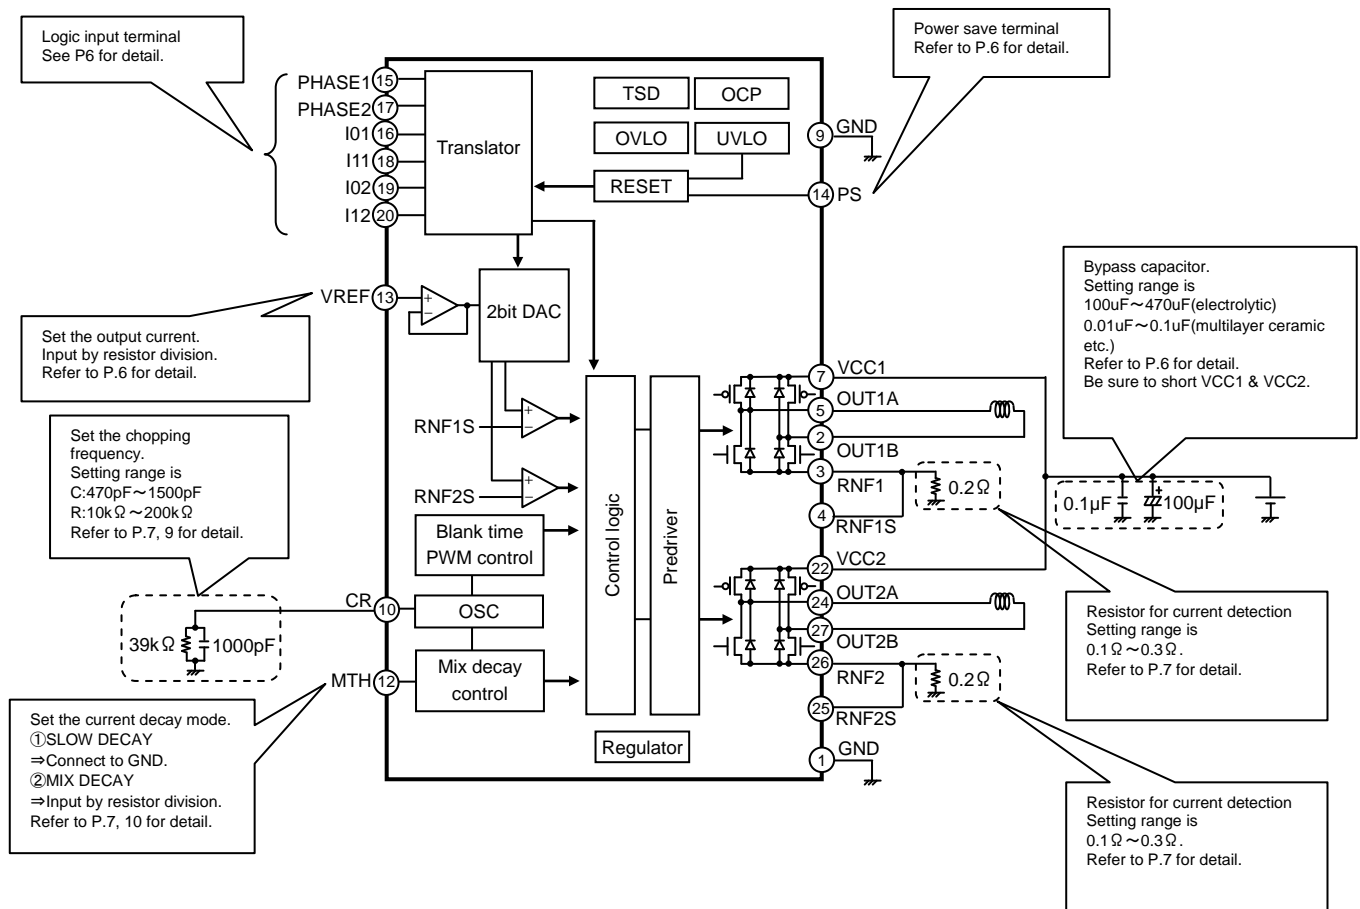 Logic input terminal
See P6 for detail.
Power save terminal
Refer to P.6 for detail.
PHASE1 15
PHASE2 17
I01 16
I11 18
I02 19
I12 20
Translator
TSD
OCP
OVLO
UVLO
RESET
9 GND
14 PS
VREF 13
+
−
2bit DAC
Set the output current.
Input by resistor division.
Refer to P.6 for detail.
Bypass capacitor.
Setting range is
100uF～470uF(electrolytic)
0.01uF～0.1uF(multilayer ceramic
etc.)
Refer to P.6 for detail.
Be sure to short VCC1 & VCC2.
Set the chopping
frequency.
Setting range is
C:470pF～1500pF
R:10kΩ～200kΩ
Refer to P.7, 9 for detail.
RNF1S
+
−
RNF2S
+
−
Blank time
PWM control
OSC
Mix decay
control
Control logic
Predriver
Regulator
7 VCC1
5 OUT1A
2 OUT1B
3 RNF1
4 RNF1S
0.2Ω
22 VCC2
24 OUT2A
27 OUT2B
26 RNF2
25 RNF2S
0.2Ω
1 GND
0.1µF
+
100µF
CR 10
39kΩ
1000pF
MTH 12
Set the current decay mode.
①SLOW DECAY
⇒Connect to GND.
②MIX DECAY
⇒Input by resistor division.
Refer to P.7, 10 for detail.
Resistor for current detection
Setting range is
0.1Ω～0.3Ω.
Refer to P.7 for detail.
Resistor for current detection
Setting range is
0.1Ω～0.3Ω.
Refer to P.7 for detail.